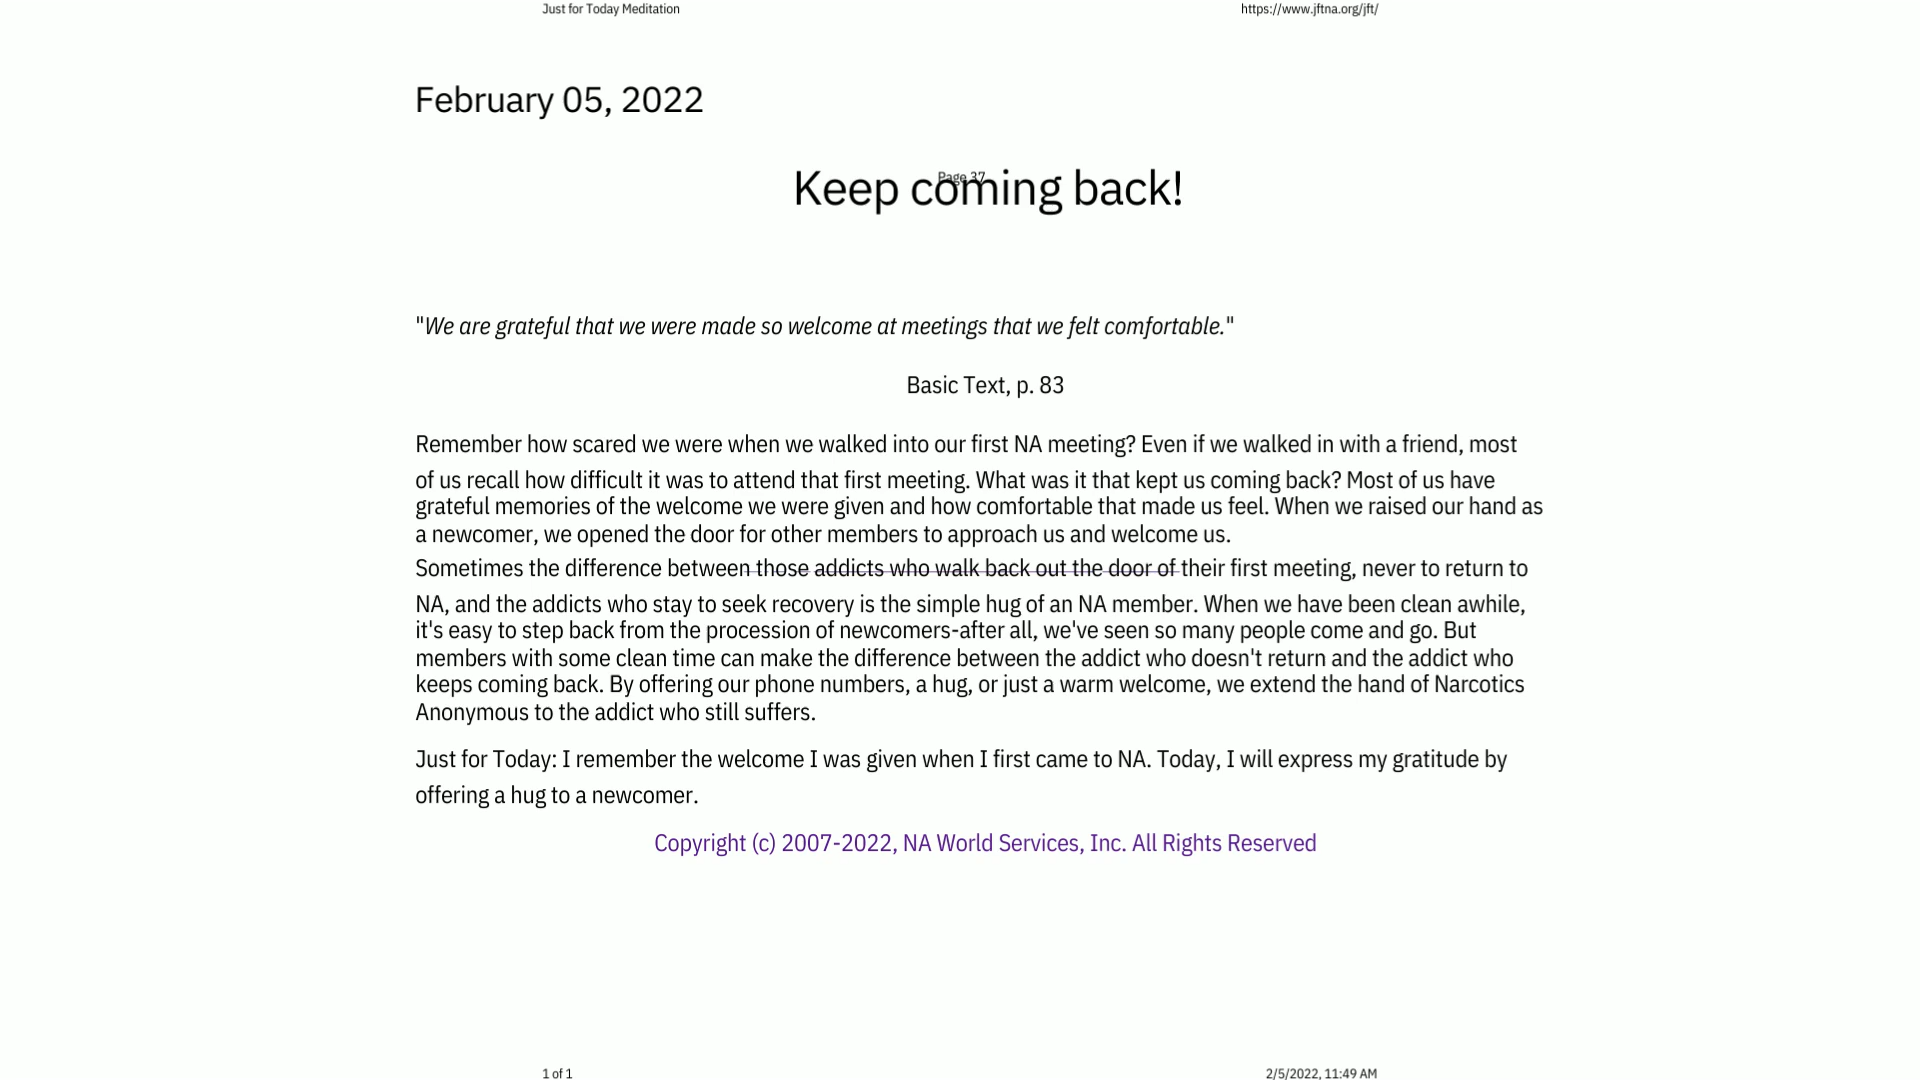 Just for Today Meditation
https://www.jftna.org/jft/
February 05, 2022
Page 37
Keep coming back!
"We are grateful that we were made so welcome at meetings that we felt comfortable."
Basic Text, p. 83
Remember how scared we were when we walked into our first NA meeting? Even if we walked in with a friend, most
of us recall how difficult it was to attend that first meeting. What was it that kept us coming back? Most of us have
grateful memories of the welcome we were given and how comfortable that made us feel. When we raised our hand as
a newcomer, we opened the door for other members to approach us and welcome us.
Sometimes the difference between those addicts who walk back out the door of their first meeting, never to return to
NA, and the addicts who stay to seek recovery is the simple hug of an NA member. When we have been clean awhile,
it's easy to step back from the procession of newcomers-after all, we've seen so many people come and go. But
members with some clean time can make the difference between the addict who doesn't return and the addict who
keeps coming back. By offering our phone numbers, a hug, or just a warm welcome, we extend the hand of Narcotics
Anonymous to the addict who still suffers.
Just for Today: I remember the welcome I was given when I first came to NA. Today, I will express my gratitude by
offering a hug to a newcomer.
Copyright (c) 2007-2022, NA World Services, Inc. All Rights Reserved
1 of 1
2/5/2022, 11:49 AM